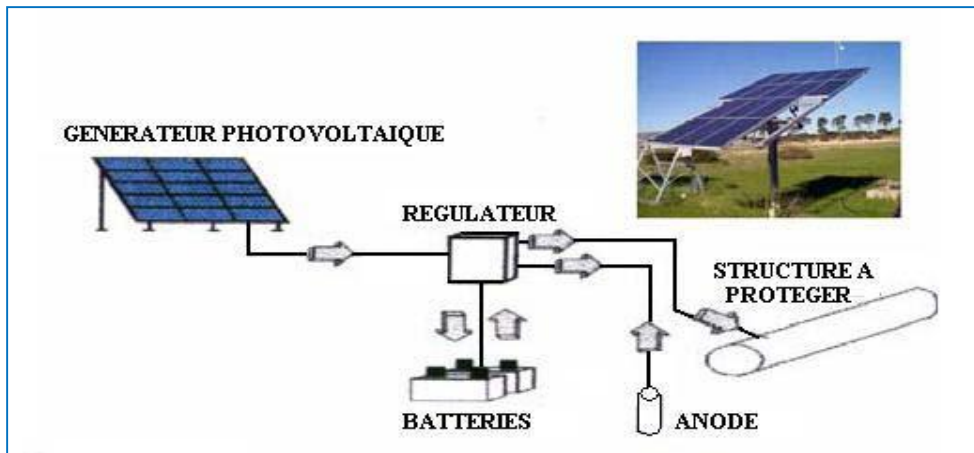 GENERATEUR PHOTOVOLTAIQUE
REGULATEUR
STRUCTURE A
PROTEGER
BATTERIES
ANODE